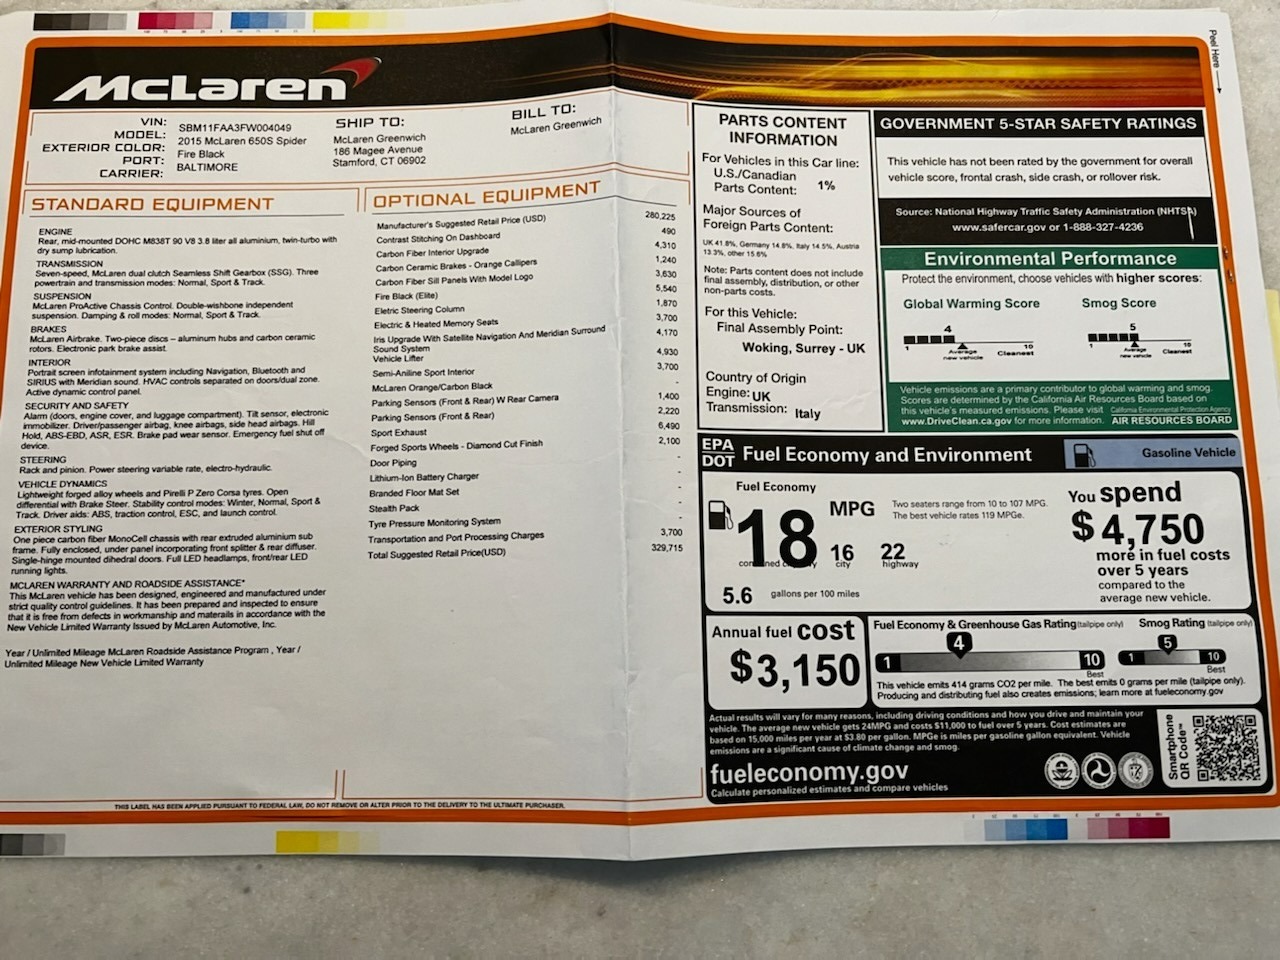 McLaren
VIN: SBM11FAA3FW004049
MODEL: 2015 McLaren 650S Spider
EXTERIOR COLOR: Fire Black
PORT: BALTIMORE
CARRIER:
SHIP TO:
McLaren Greenwich
186 Magee Avenue
Stamford, CT 06902
BILL TO:
McLaren Greenwich
STANDARD EQUIPMENT
ENGINE
Rear, mid-mounted DOHC M838T 90 V8 3.8 liter all aluminium, twin-turbo with
dry sump lubrication.
TRANSMISSION
Seven-speed, McLaren dual clutch Seamless Shift Gearbox (SSG). Three
powertrain and transmission modes: Normal, Sport & Track.
SUSPENSION
McLaren ProActive Chassis Control. Double-wishbone independent
suspension. Damping & roll modes: Normal, Sport & Track.
BRAKES
McLaren Airbrake. Two-piece discs – aluminum hubs and carbon ceramic
rotors. Electronic park brake assist.
INTERIOR
Portrait screen infotainment system including Navigation, Bluetooth and
SIRIUS with Meridian sound. HVAC controls separated on doors/dual zone.
Active dynamic control panel.
SECURITY AND SAFETY
Alarm (doors, engine cover, and luggage compartment). Tilt sensor, electronic
immobilizer. Driver/passenger airbag, knee airbags, side head airbags. Hill
Hold, ABS-EBD, ASR, ESR. Brake pad wear sensor. Emergency fuel shut off
device.
STEERING
Rack and pinion. Power steering variable rate, electro-hydraulic.
VEHICLE DYNAMICS
Lightweight forged alloy wheels and Pirelli P Zero Corsa tyres. Open
differential with Brake Steer. Stability control modes: Winter, Normal, Sport &
Track. Driver aids: ABS, traction control, ESC, and launch control.
EXTERIOR STYLING
One piece carbon fiber MonoCell chassis with rear extruded aluminium sub
frame. Fully enclosed, under panel incorporating front splitter & rear diffuser.
Single-hinge mounted dihedral doors. Full LED headlamps, front/rear LED
running lights.
MCLAREN WARRANTY AND ROADSIDE ASSISTANCE*
This McLaren vehicle has been designed, engineered and manufactured under
strict quality control guidelines. It has been prepared and inspected to ensure
that it is free from defects in workmanship and materails in accordance with the
New Vehicle Limited Warranty Issued by McLaren Automotive, Inc.
Year / Unlimited Mileage McLaren Roadside Assistance Program , Year /
Unlimited Mileage New Vehicle Limited Warranty
OPTIONAL EQUIPMENT
Manufacturer's Suggested Retail Price (USD) 280,225
Contrast Stitching On Dashboard 490
Carbon Fiber Interior Upgrade 4,310
Carbon Ceramic Brakes - Orange Callipers 1,240
Carbon Fiber Sill Panels With Model Logo 3,630
Fire Black (Elite) 5,540
Eletric Steering Column 1,870
Electric & Heated Memory Seats 3,700
Iris Upgrade With Satellite Navigation And Meridian Surround 4,170
Sound System
Vehicle Lifter 4,930
Semi-Aniline Sport Interior 3,700
McLaren Orange/Carbon Black -
Parking Sensors (Front & Rear) W Rear Camera 1,400
Parking Sensors (Front & Rear) 2,220
Sport Exhaust 6,490
Forged Sports Wheels - Diamond Cut Finish 2,100
Door Piping -
Lithium-Ion Battery Charger -
Branded Floor Mat Set -
Stealth Pack -
Tyre Pressure Monitoring System -
Transportation and Port Processing Charges 3,700
Total Suggested Retail Price(USD) 329,715
THIS LABEL HAS BEEN APPLIED PURSUANT TO FEDERAL LAW, DO NOT REMOVE OR ALTER PRIOR TO THE DELIVERY TO THE ULTIMATE PURCHASER.
PARTS CONTENT
INFORMATION
For Vehicles in this Car line:
U.S./Canadian
Parts Content: 1%
Major Sources of
Foreign Parts Content:
UK 41.8%, Germany 14.8%, Italy 14.5%, Austria
13.3%, other 15.6%
Note: Parts content does not include
final assembly, distribution, or other
non-parts costs.
For this Vehicle:
Final Assembly Point:
Woking, Surrey - UK
Country of Origin
Engine: UK
Transmission: Italy
GOVERNMENT 5-STAR SAFETY RATINGS
This vehicle has not been rated by the government for overall
vehicle score, frontal crash, side crash, or rollover risk.
Source: National Highway Traffic Safety Administration (NHTSA)
www.safercar.gov or 1-888-327-4236
Environmental Performance
Protect the environment, choose vehicles with higher scores:
Global Warming Score
4
1 10
Average
new vehicle
Cleanest
Smog Score
5
1 10
Average
new vehicle
Cleanest
Vehicle emissions are a primary contributor to global warming and smog.
Scores are determined by the California Air Resources Board based on
this vehicle's measured emissions. Please visit
www.DriveClean.ca.gov for more information.
California Environmental Protection Agency
AIR RESOURCES BOARD
EPA
DOT
Fuel Economy and Environment
Gasoline Vehicle
Fuel Economy
18 MPG
combined city/hwy
16
city
22
highway
Two seaters range from 10 to 107 MPG.
The best vehicle rates 119 MPGe.
5.6 gallons per 100 miles
You spend
$4,750
more in fuel costs
over 5 years
compared to the
average new vehicle.
Annual fuel cost
$3,150
Fuel Economy & Greenhouse Gas Rating (tailpipe only)
4
1 10
Best
Smog Rating (tailpipe only)
5
1 10
Best
This vehicle emits 414 grams CO2 per mile. The best emits 0 grams per mile (tailpipe only).
Producing and distributing fuel also creates emissions; learn more at fueleconomy.gov
Actual results will vary for many reasons, including driving conditions and how you drive and maintain your
vehicle. The average new vehicle gets 24MPG and costs $11,000 to fuel over 5 years. Cost estimates are
based on 15,000 miles per year at $3.80 per gallon. MPGe is miles per gasoline gallon equivalent. Vehicle
emissions are a significant cause of climate change and smog.
fueleconomy.gov
Calculate personalized estimates and compare vehicles
Smartphone
QR Code™
Peel Here